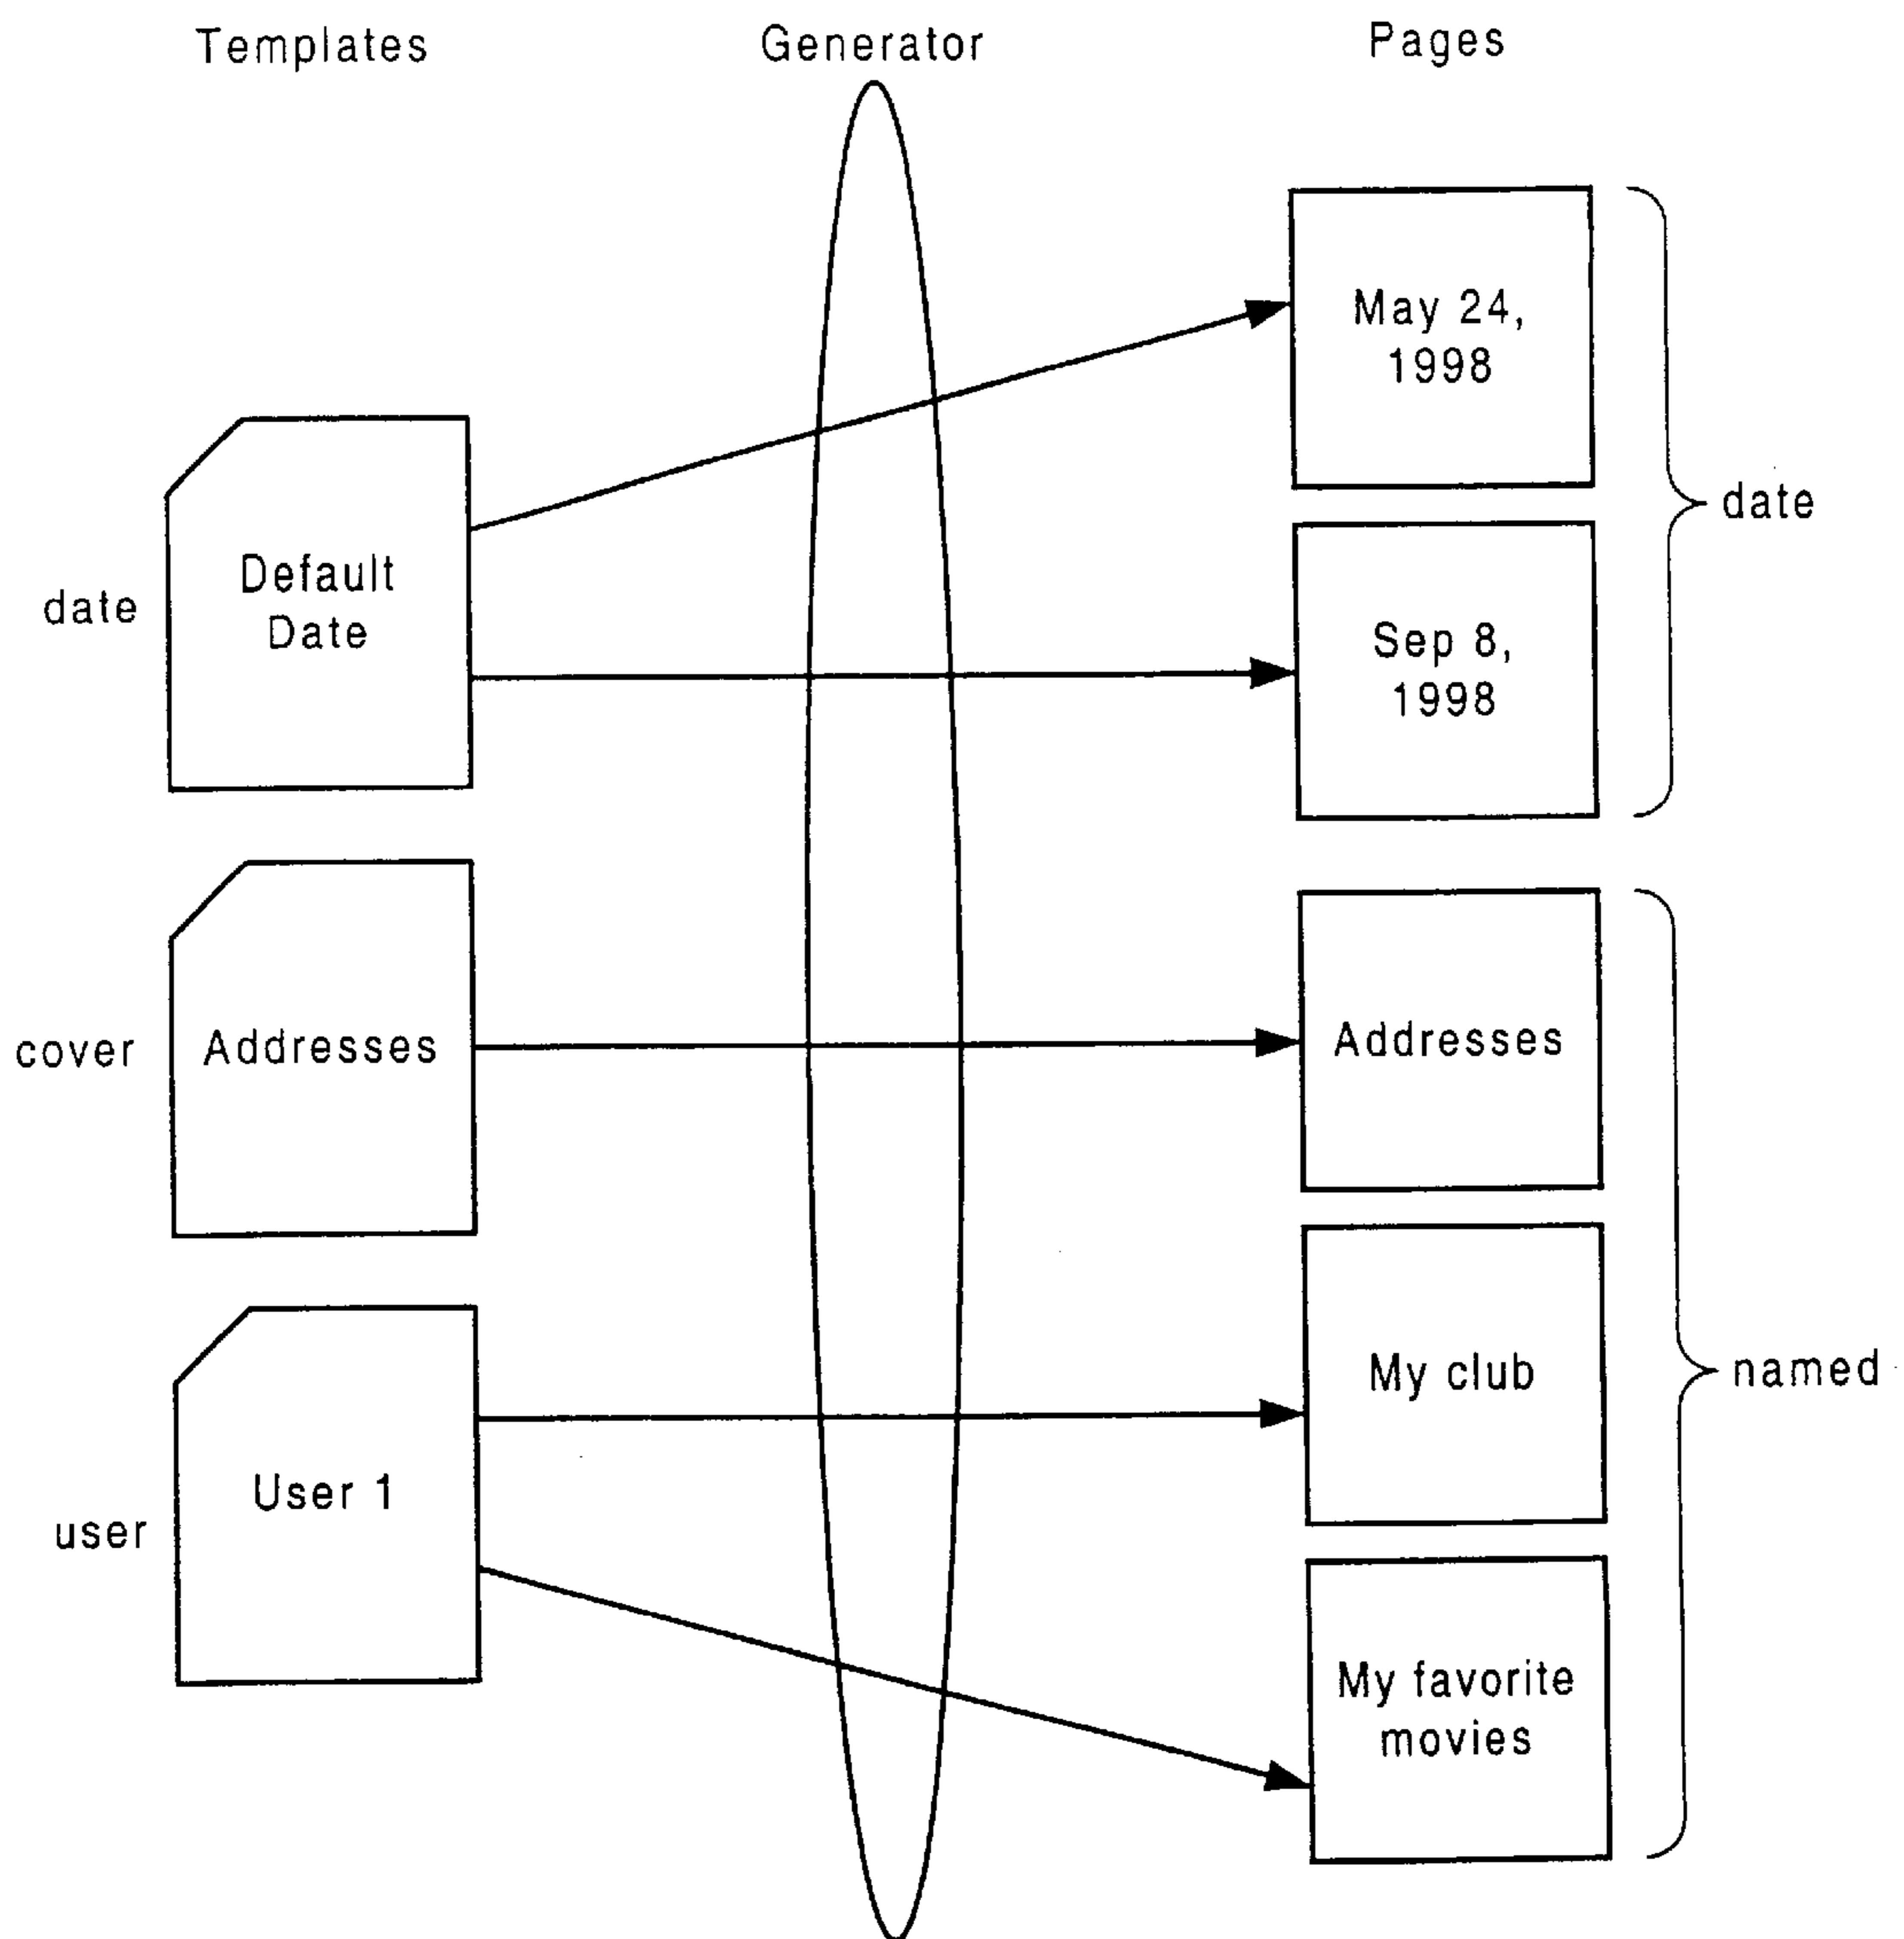 Templates
Generator
Pages
May 24,
1998
date
Default
Date
date
Sep 8,
1998
cover
Addresses
Addresses
My club
named
User 1
user
My favorite
movies